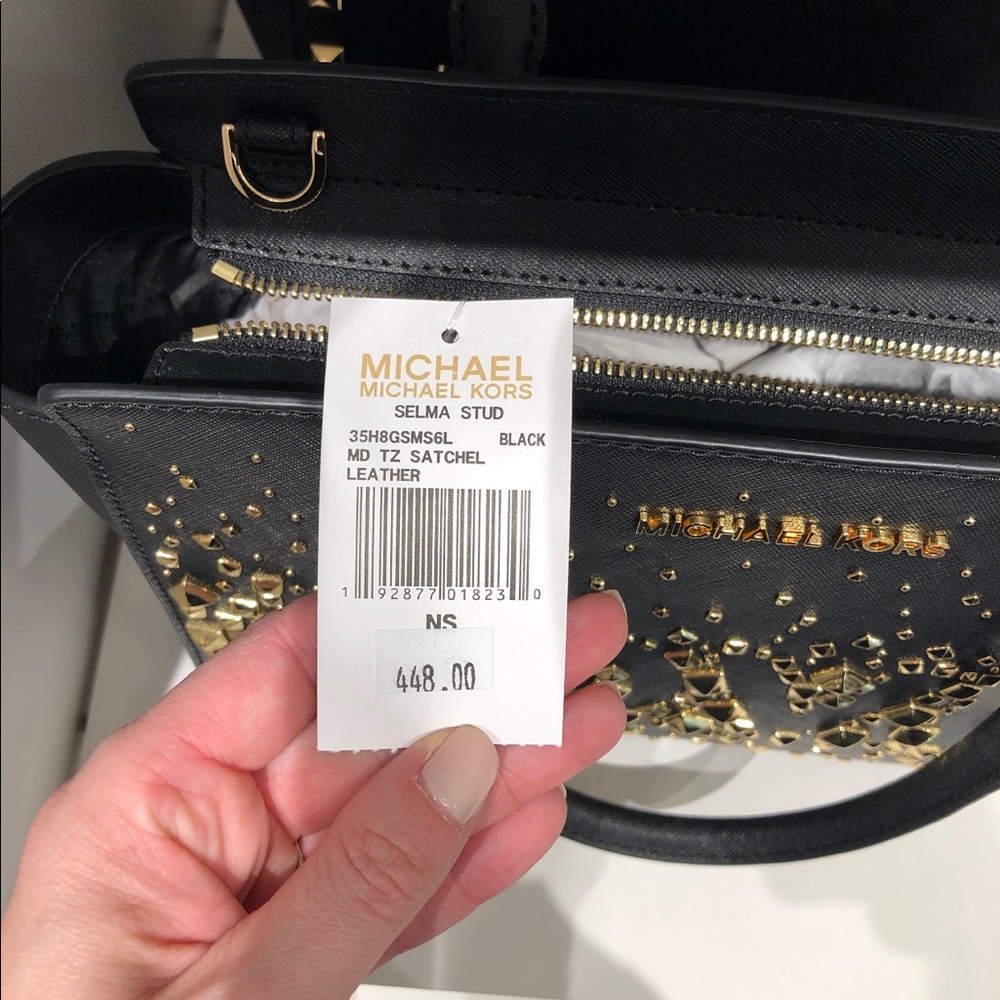 MICHAEL
MICHAEL KORS
SELMA STUD
35H8GSMS6L BLACK
MD TZ SATCHEL
LEATHER
1 92877 01823 0
NS
448.00
MICHAEL KORS